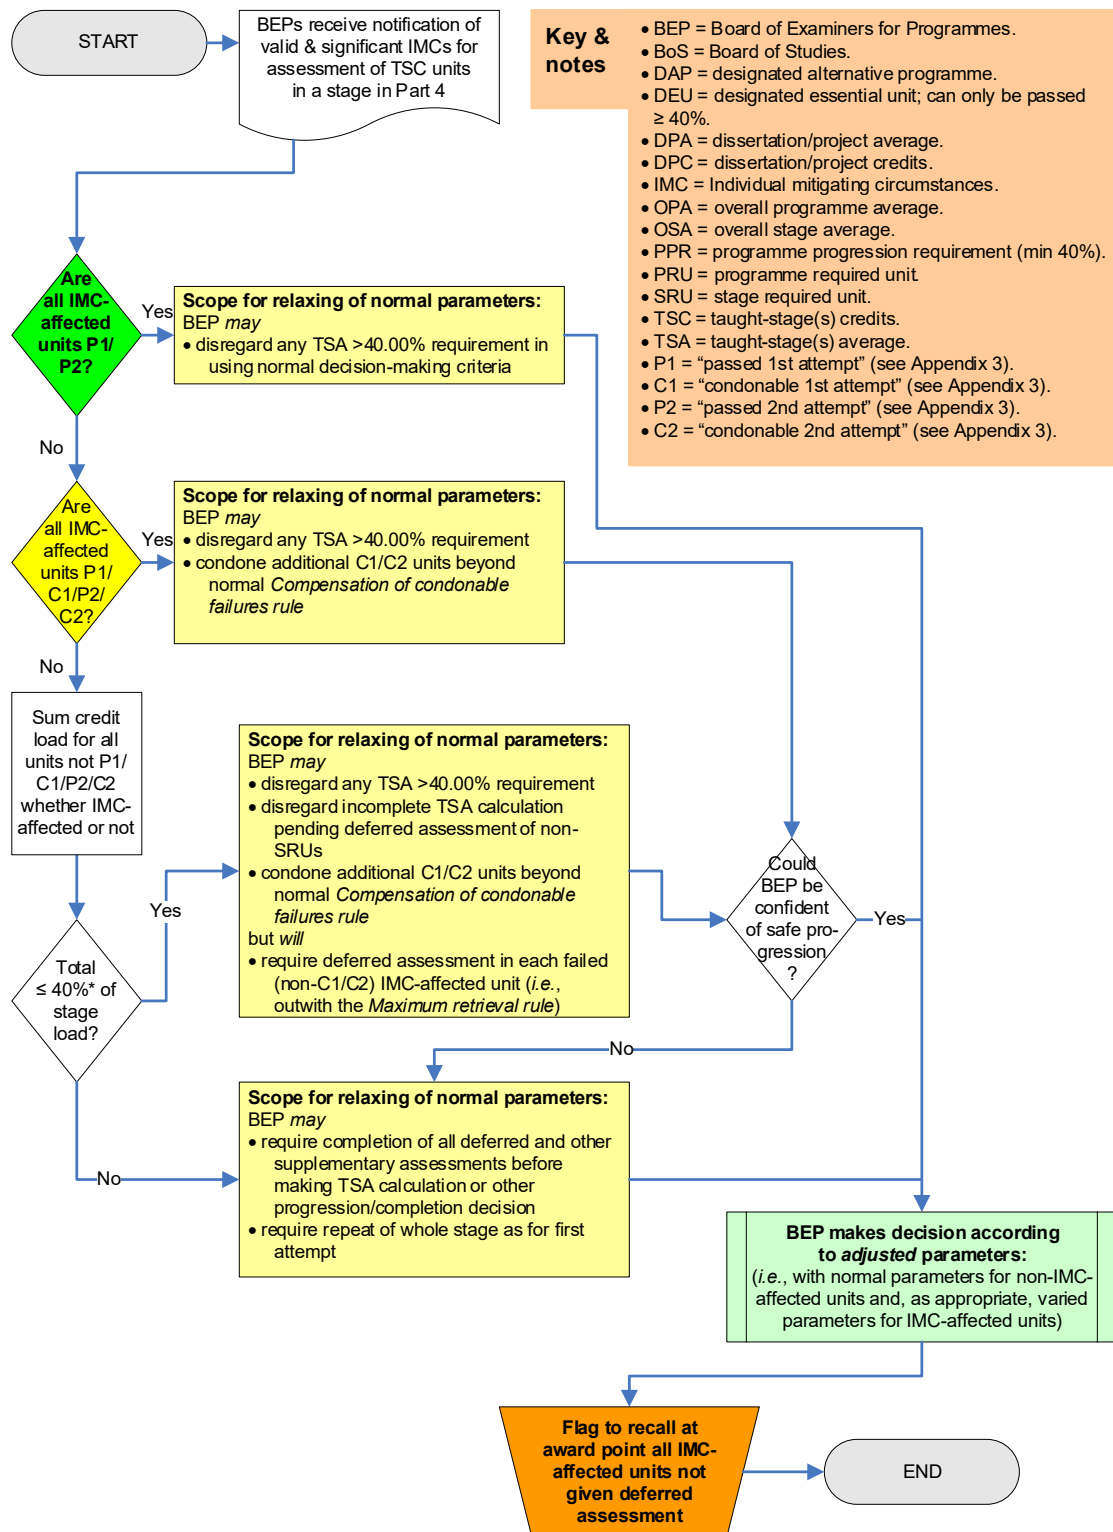 START
BEPs receive notification of
valid & significant IMCs for
assessment of TSC units
in a stage in Part 4
Key &
notes
• BEP = Board of Examiners for Programmes.
• BoS = Board of Studies.
• DAP = designated alternative programme.
• DEU = designated essential unit; can only be passed
≥ 40%.
• DPA = dissertation/project average.
• DPC = dissertation/project credits.
• IMC = Individual mitigating circumstances.
• OPA = overall programme average.
• OSA = overall stage average.
• PPR = programme progression requirement (min 40%).
• PRU = programme required unit.
• SRU = stage required unit.
• TSC = taught-stage(s) credits.
• TSA = taught-stage(s) average.
• P1 = “passed 1st attempt” (see Appendix 3).
• C1 = “condonable 1st attempt” (see Appendix 3).
• P2 = “passed 2nd attempt” (see Appendix 3).
• C2 = “condonable 2nd attempt” (see Appendix 3).
Are
all IMC-
affected
units P1/
P2?
Yes
Scope for relaxing of normal parameters:
BEP may
• disregard any TSA >40.00% requirement in
using normal decision-making criteria
No
Are
all IMC-
affected
units P1/
C1/P2/
C2?
Yes
Scope for relaxing of normal parameters:
BEP may
• disregard any TSA >40.00% requirement
• condone additional C1/C2 units beyond
normal Compensation of condonable
failures rule
No
Sum credit
load for all
units not P1/
C1/P2/C2
whether IMC-
affected or not
Total
≤ 40%* of
stage
load?
Yes
Scope for relaxing of normal parameters:
BEP may
• disregard any TSA >40.00% requirement
• disregard incomplete TSA calculation
pending deferred assessment of non-
SRUs
• condone additional C1/C2 units beyond
normal Compensation of condonable
failures rule
but will
• require deferred assessment in each failed
(non-C1/C2) IMC-affected unit (i.e.,
outwith the Maximum retrieval rule)
Could
BEP be
confident
of safe pro-
gression
?
Yes
No
No
Scope for relaxing of normal parameters:
BEP may
• require completion of all deferred and other
supplementary assessments before
making TSA calculation or other
progression/completion decision
• require repeat of whole stage as for first
attempt
BEP makes decision according
to adjusted parameters:
(i.e., with normal parameters for non-IMC-
affected units and, as appropriate, varied
parameters for IMC-affected units)
Flag to recall at
award point all IMC-
affected units not
given deferred
assessment
END